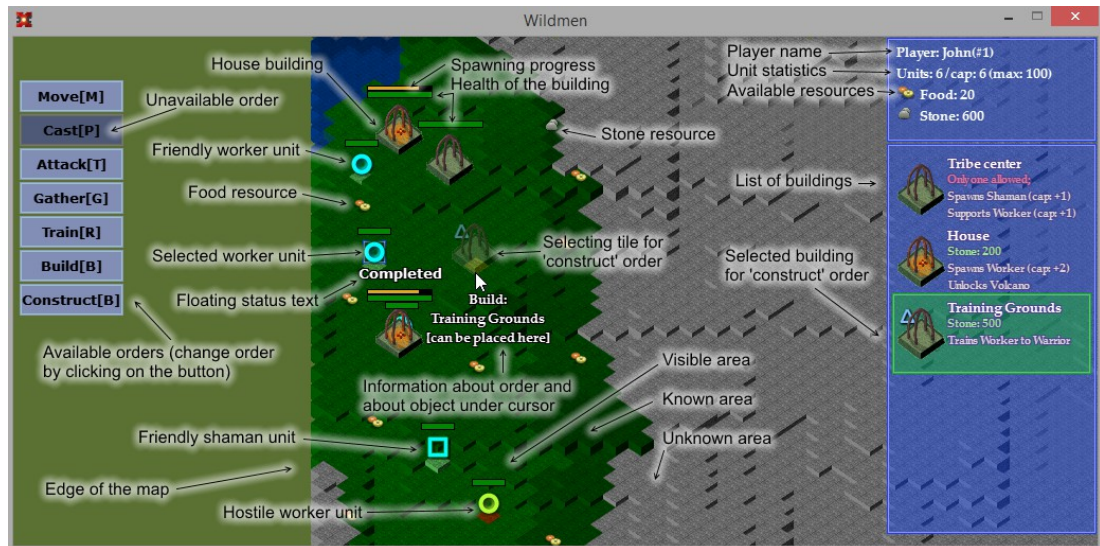 Wildmen
Move[M]
Cast[P]
Attack[T]
Gather[G]
Train[R]
Build[B]
Construct[B]
House building
Unavailable order
Friendly worker unit
Food resource
Selected worker unit
Floating status text
Available orders (change order
by clicking on the button)
Friendly shaman unit
Edge of the map
Hostile worker unit
Spawning progress
Health of the building
Stone resource
Completed
Selecting tile for
'construct' order
Build:
Training Grounds
[can be placed here]
Information about order and
about object under cursor
Visible area
Known area
Unknown area
Player name
Unit statistics
Available resources
List of buildings
Selected building
for 'construct' order
Player: John(#1)
Units: 6/cap: 6 (max: 100)
Food: 20
Stone: 600
Tribe center
Only one allowed;
Spawns Shaman (cap: +1)
Supports Worker (cap: +1)
House
Stone: 200
Spawns Worker (cap: +2)
Unlocks Volcano
Training Grounds
Stone: 500
Trains Worker to Warrior